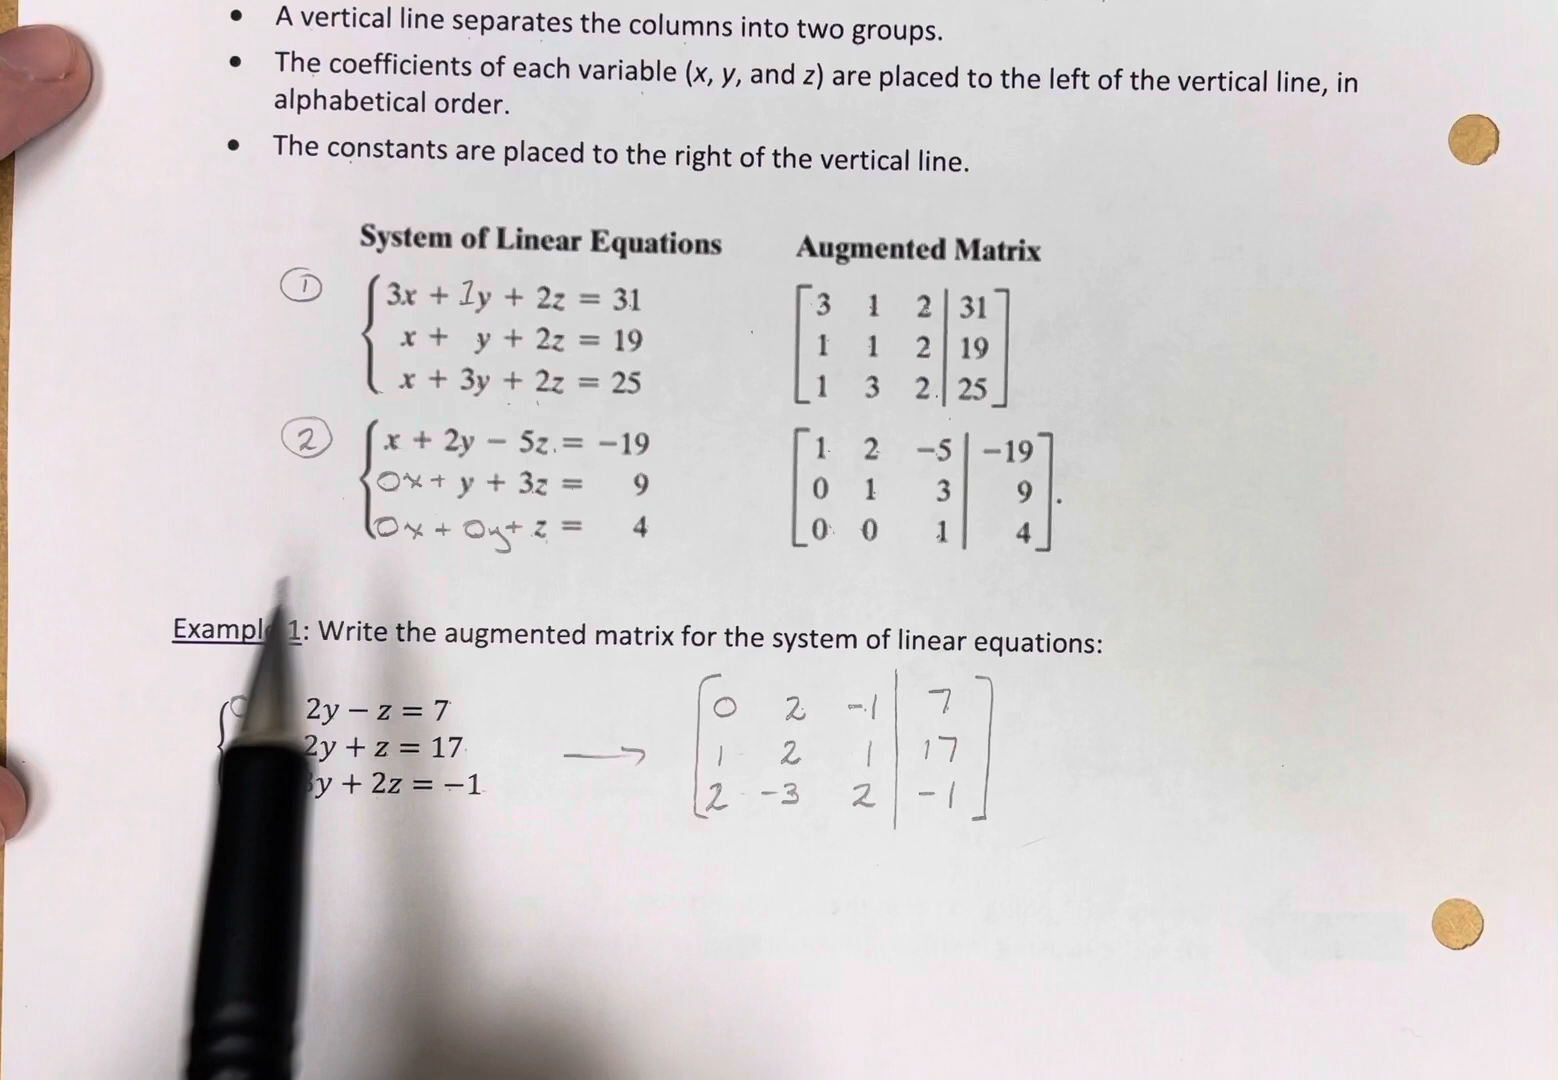 • A vertical line separates the columns into two groups.
• The coefficients of each variable (x, y, and z) are placed to the left of the vertical line, in
alphabetical order.
• The constants are placed to the right of the vertical line.
System of Linear Equations Augmented Matrix
① 3x + 1y + 2z = 31
x + y + 2z = 19
x + 3y + 2z = 25
3 1 2 | 31
1 1 2 | 19
1 3 2 | 25
② x + 2y − 5z = −19
0x + y + 3z = 9
0x + 0y + z = 4
1 2 −5 | −19
0 1 3 | 9
0 0 1 | 4
.
1: Write the augmented matrix for the system of linear equations:
2y − z = 7
2y + z = 17
y + 2z = −1
→
0 2 -1 | 7
1 2 1 | 17
2 -3 2 | -1